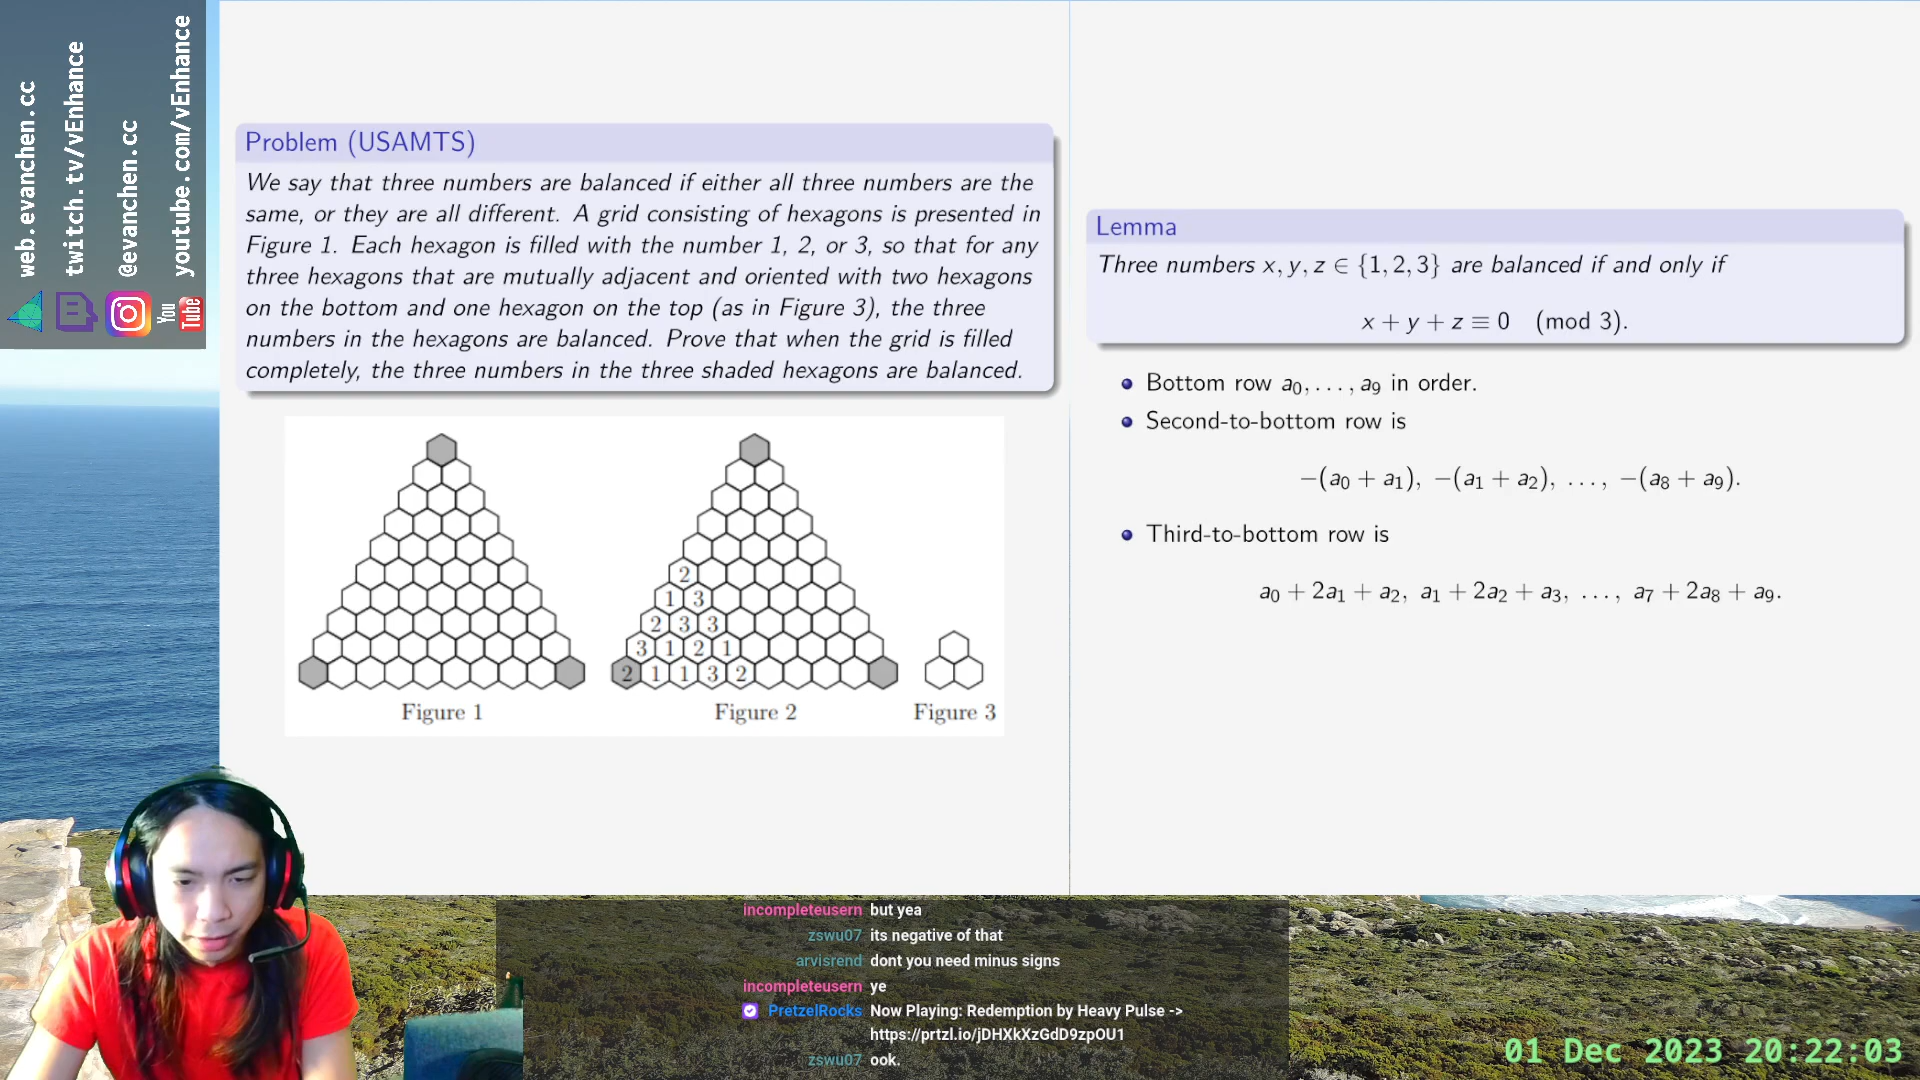 web.evanchen.cc
twitch.tv/vEnhance
@evanchen.cc
youtube.com/vEnhance
You
Tube
Problem (USAMTS)
We say that three numbers are balanced if either all three numbers are the
same, or they are all different. A grid consisting of hexagons is presented in
Figure 1. Each hexagon is filled with the number 1, 2, or 3, so that for any
three hexagons that are mutually adjacent and oriented with two hexagons
on the bottom and one hexagon on the top (as in Figure 3), the three
numbers in the hexagons are balanced. Prove that when the grid is filled
completely, the three numbers in the three shaded hexagons are balanced.
2
1 3
2 3 3
3 1 2 1
2 1 1 3 2
Figure 1
Figure 2
Figure 3
Lemma
Three numbers x, y, z ∈ {1, 2, 3} are balanced if and only if
x + y + z ≡ 0 (mod 3).
Bottom row a₀, . . . , a₉ in order.
Second-to-bottom row is
−(a₀ + a₁), −(a₁ + a₂), . . . , −(a₈ + a₉).
Third-to-bottom row is
a₀ + 2a₁ + a₂, a₁ + 2a₂ + a₃, . . . , a₇ + 2a₈ + a₉.
incompleteusern but yea
zswu07 its negative of that
arvisrend dont you need minus signs
incompleteusern ye
PretzelRocks Now Playing: Redemption by Heavy Pulse ->
https://prtzl.io/jDHXkXzGdD9zpOU1
zswu07 ook.
01 Dec 2023 20:22:03